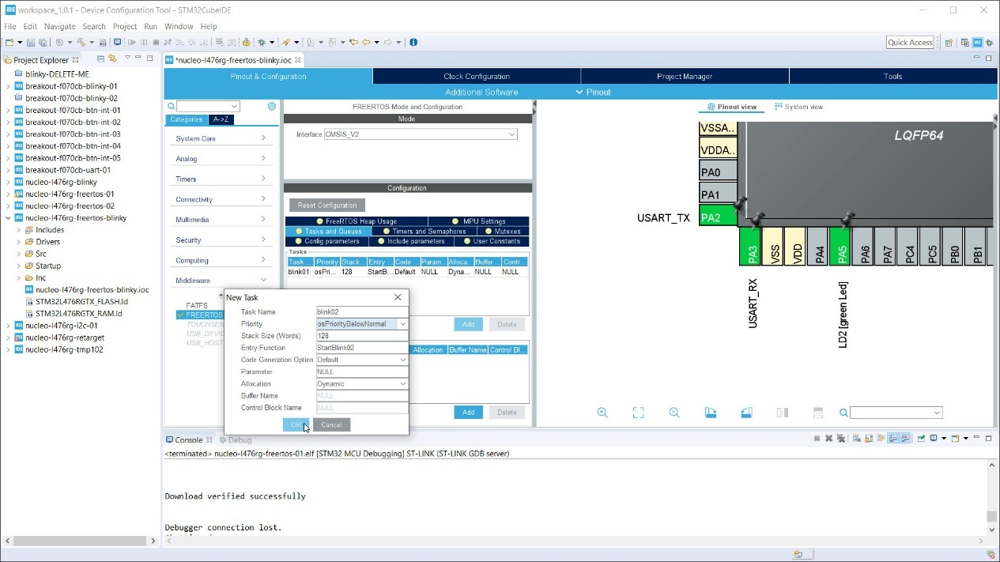 workspace_1.0.1 - Device Configuration Tool - STM32CubeIDE
File Edit Navigate Search Project Run Window Help
Quick Access
Project Explorer
blinky-DELETE-ME
breakout-f070cb-blinky-01
breakout-f070cb-blinky-02
breakout-f070cb-btn-int-01
breakout-f070cb-btn-int-02
breakout-f070cb-btn-int-03
breakout-f070cb-btn-int-04
breakout-f070cb-btn-int-05
breakout-f070cb-uart-01
nucleo-l476rg-blinky
nucleo-l476rg-freertos-01
nucleo-l476rg-freertos-02
nucleo-l476rg-freertos-blinky
Includes
Drivers
Src
Startup
Inc
nucleo-l476rg-freertos-blinky.ioc
STM32L476RGTX_FLASH.ld
STM32L476RGTX_RAM.ld
nucleo-l476rg-i2c-01
nucleo-l476rg-retarget
nucleo-l476rg-tmp102
*nucleo-l476rg-freertos-blinky.ioc
Pinout & Configuration Clock Configuration Project Manager Tools
Additional Software Pinout
Categories A->Z
System Core
Analog
Timers
Connectivity
Multimedia
Security
Computing
Middleware
FATFS
FREERTOS
TOUCHSEN
USB_DEVIC
USB_HOST
FREERTOS Mode and Configuration
Mode
Interface CMSIS_V2
Configuration
Reset Configuration
FreeRTOS Heap Usage MPU Settings
Tasks and Queues Timers and Semaphores Mutexes
Config parameters Include parameters User Constants
Tasks
Task ... Priority Stack... Entry ... Code ... Param... Alloca... Buffer ... Contr...
blink01 osPri... 128 StartB... Default NULL Dyna... NULL NULL
Add Delete
Allocation Buffer Name Control Bl...
Add Delete
New Task
Task Name blink02
Priority osPriorityBelowNormal
Stack Size (Words) 128
Entry Function StartBlink02
Code Generation Option Default
Parameter NULL
Allocation Dynamic
Buffer Name NULL
Control Block Name NULL
OK Cancel
Pinout view System view
VSSA..
VDDA..
PA0
PA1
USART_TX PA2
LQFP64
PA3 VSS VDD PA4 PA5 PA6 PA7 PC4 PC5 PB0 PB1
USART_RX
LD2 [green Led]
Console Debug
<terminated> nucleo-l476rg-freertos-01.elf [STM32 MCU Debugging] ST-LINK (ST-LINK GDB server)
Download verified successfully
Debugger connection lost.